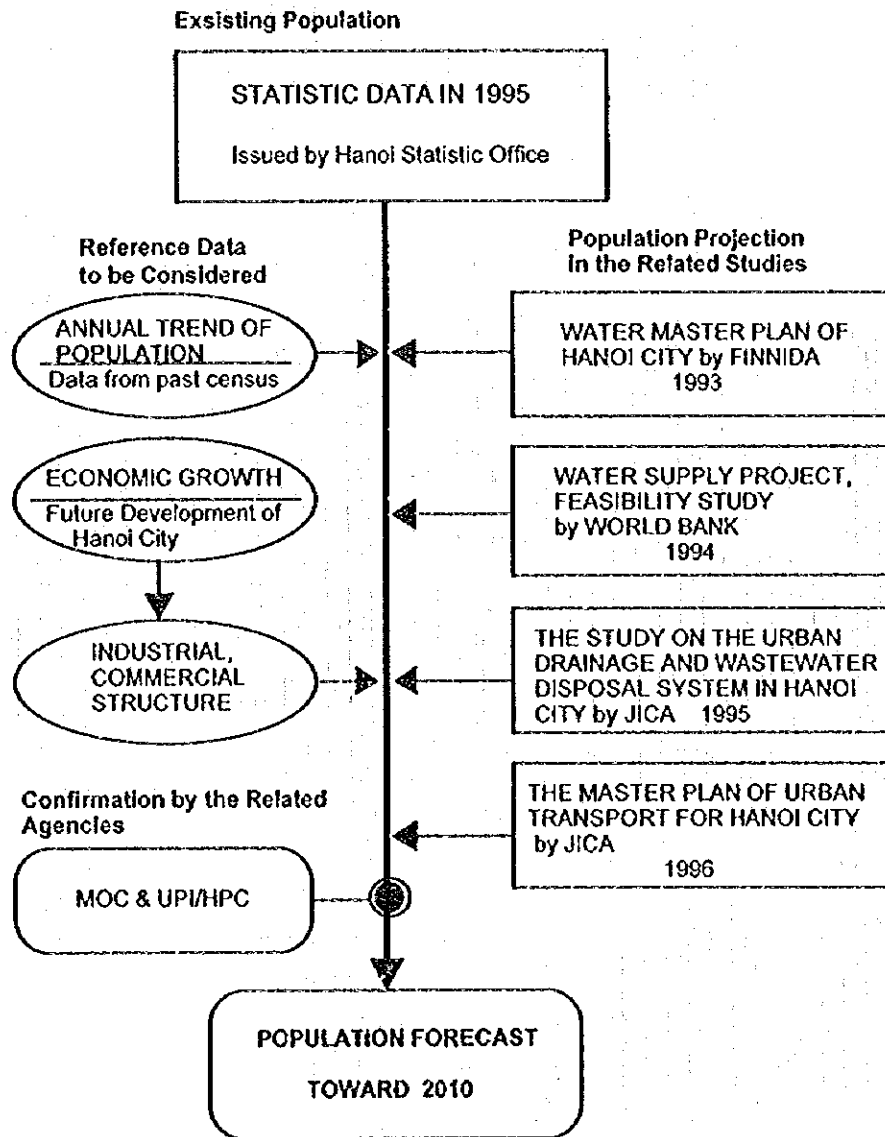 Exsisting Population
STATISTIC DATA IN 1995
Issued by Hanoi Statistic Office
Reference Data
to be Considered
ANNUAL TREND OF
POPULATION
Data from past census
ECONOMIC GROWTH
Future Development of
Hanoi City
INDUSTRIAL,
COMMERCIAL
STRUCTURE
Population Projection
in the Related Studies
WATER MASTER PLAN OF
HANOI CITY by FINNIDA
1993
WATER SUPPLY PROJECT,
FEASIBILITY STUDY
by WORLD BANK
1994
THE STUDY ON THE URBAN
DRAINAGE AND WASTEWATER
DISPOSAL SYSTEM IN HANOI
CITY by JICA 1995
THE MASTER PLAN OF URBAN
TRANSPORT FOR HANOI CITY
by JICA
1996
Confirmation by the Related
Agencies
MOC & UPI/HPC
POPULATION FORECAST
TOWARD 2010